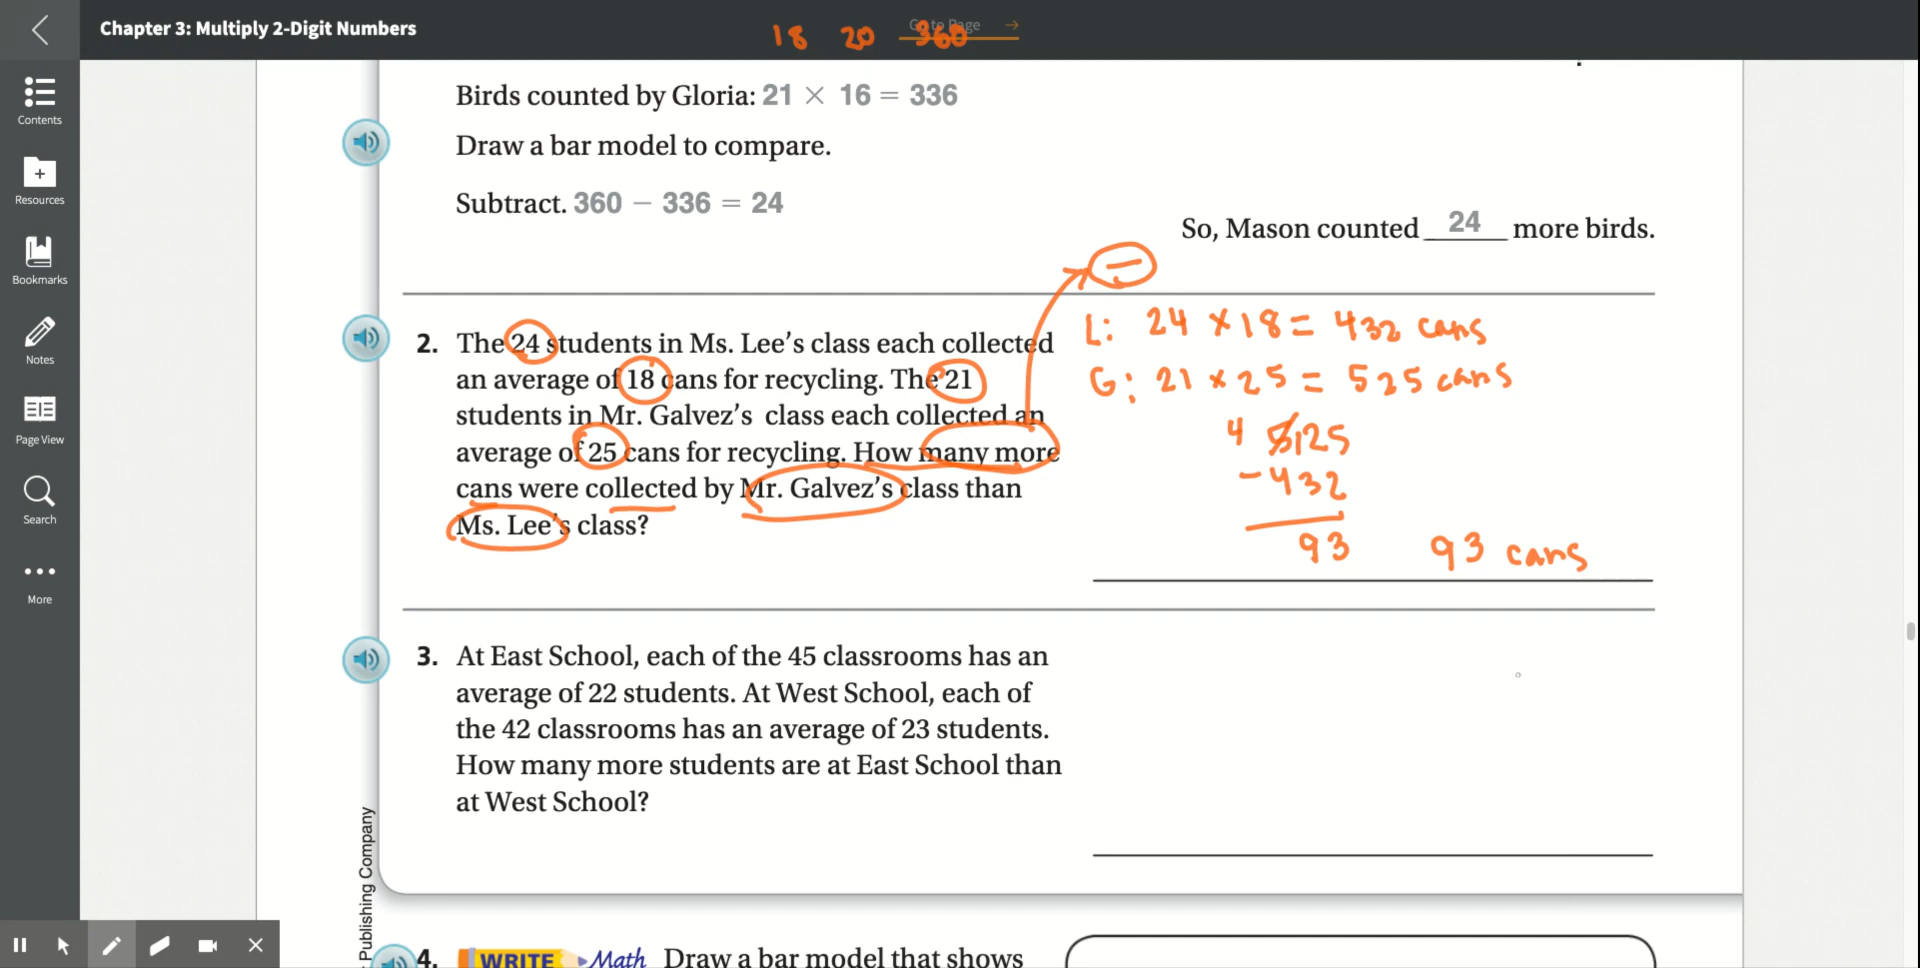 Chapter 3: Multiply 2-Digit Numbers
18 20 360
Contents
Resources
Bookmarks
Notes
Page View
Search
More
Birds counted by Gloria: 21 × 16 = 336
Draw a bar model to compare.
Subtract. 360 − 336 = 24
So, Mason counted 24 more birds.
−
2. The 24 students in Ms. Lee’s class each collected
an average of 18 cans for recycling. The 21
students in Mr. Galvez’s class each collected an
average of 25 cans for recycling. How many more
cans were collected by Mr. Galvez’s class than
Ms. Lee’s class?
L: 24 × 18 = 432 cans
G: 21 × 25 = 525 cans
4 5125
−432
93 93 cans
3. At East School, each of the 45 classrooms has an
average of 22 students. At West School, each of
the 42 classrooms has an average of 23 students.
How many more students are at East School than
at West School?
Publishing Company
4. WRITE Math Draw a bar model that shows